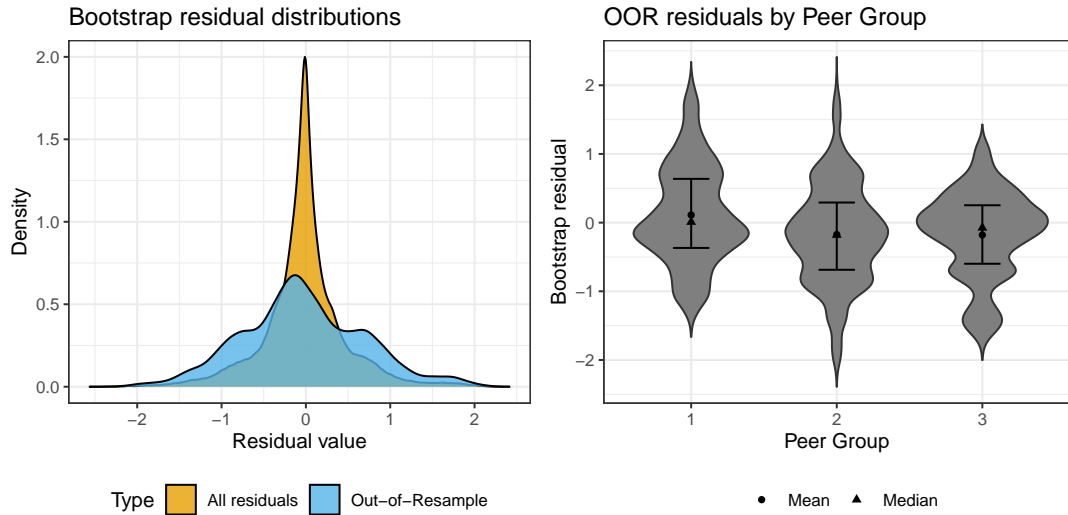 Bootstrap residual distributions
2.0
1.5
1.0
0.5
0.0
Density
−2 −1 0 1 2
Residual value
Type All residuals Out−of−Resample
OOR residuals by Peer Group
2
1
0
−1
−2
Bootstrap residual
1 2 3
Peer Group
Mean Median